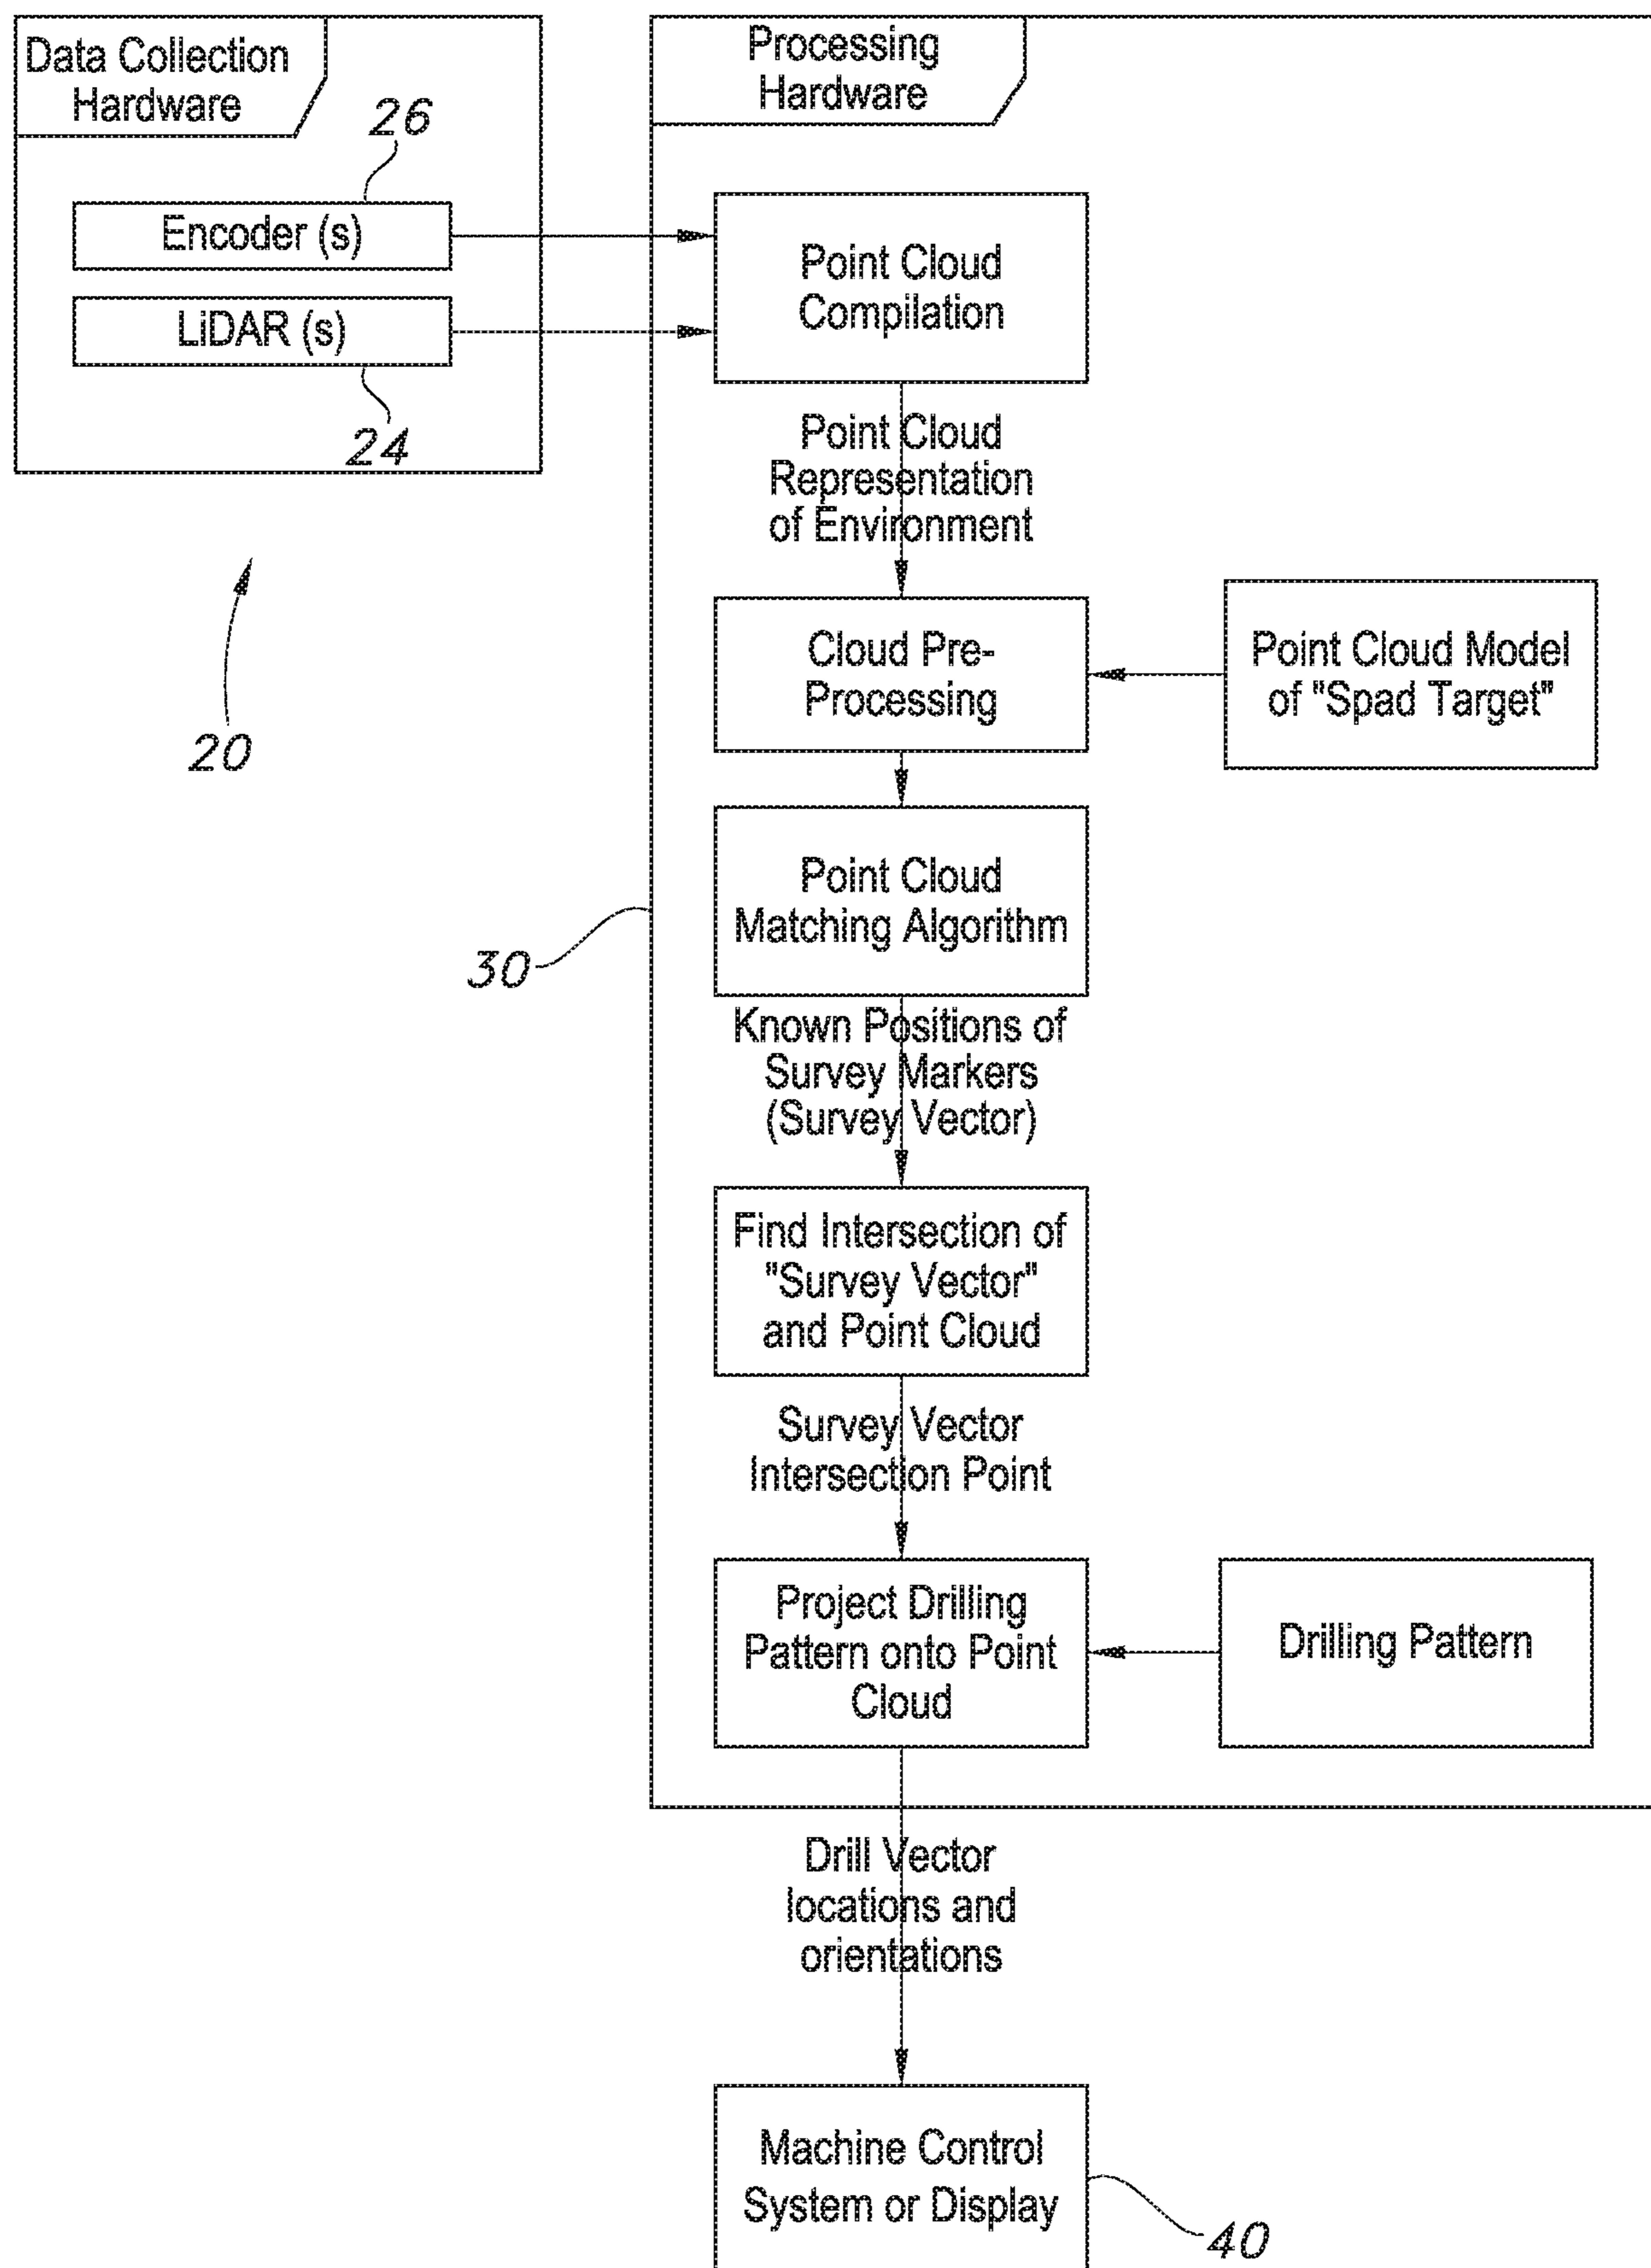 Data Collection
Hardware
26
Encoder (s)
LiDAR (s)
24
20
Processing
Hardware
Point Cloud
Compilation
Point Cloud
Representation
of Environment
Cloud Pre-
Processing
Point Cloud Model
of "Spad Target"
Point Cloud
Matching Algorithm
30
Known Positions of
Survey Markers
(Survey Vector)
Find Intersection of
"Survey Vector"
and Point Cloud
Survey Vector
Intersection Point
Project Drilling
Pattern onto Point
Cloud
Drilling Pattern
Drill Vector
locations and
orientations
Machine Control
System or Display
40